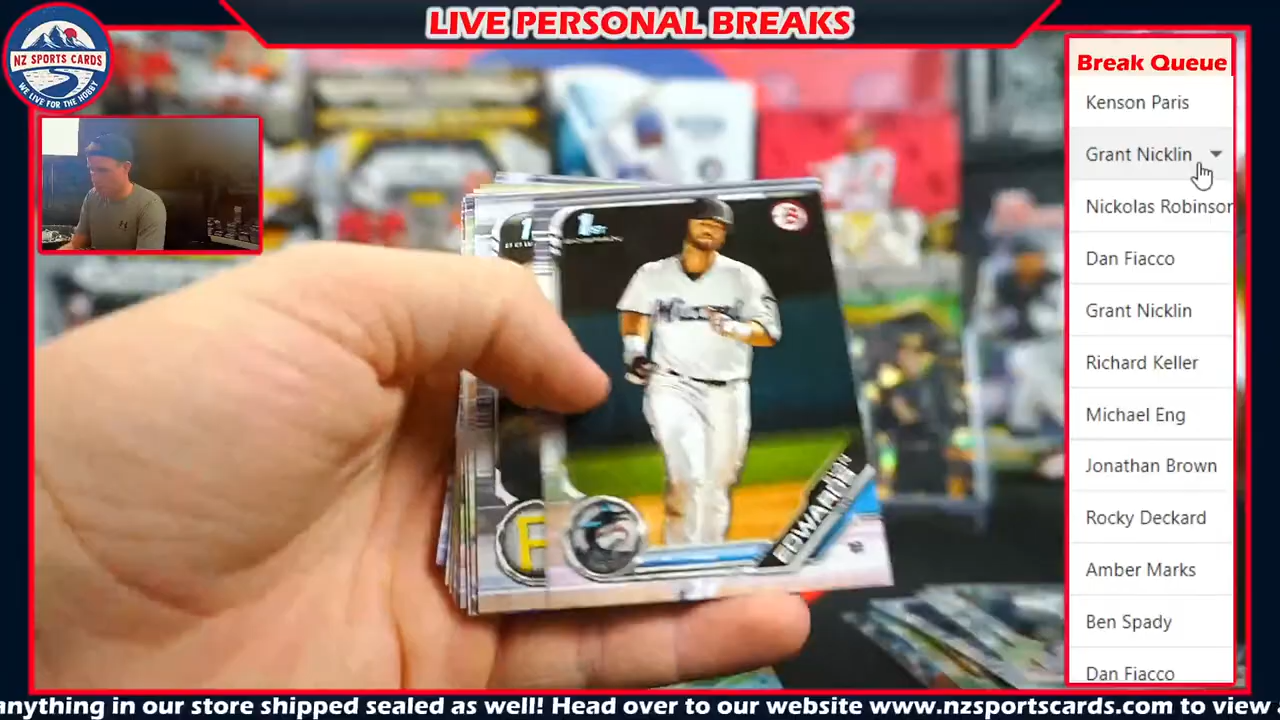 LIVE PERSONAL BREAKS
NZ SPORTS CARDS
WE LIVE FOR THE HOBBY
Break Queue
Kenson Paris
Grant Nicklin
Nickolas Robinson
Dan Fiacco
Grant Nicklin
Richard Keller
Michael Eng
Jonathan Brown
Rocky Deckard
Amber Marks
Ben Spady
Dan Fiacco
1ST
BOWMAN
anything in our store shipped sealed as well! Head over to our website www.nzsportscards.com to view